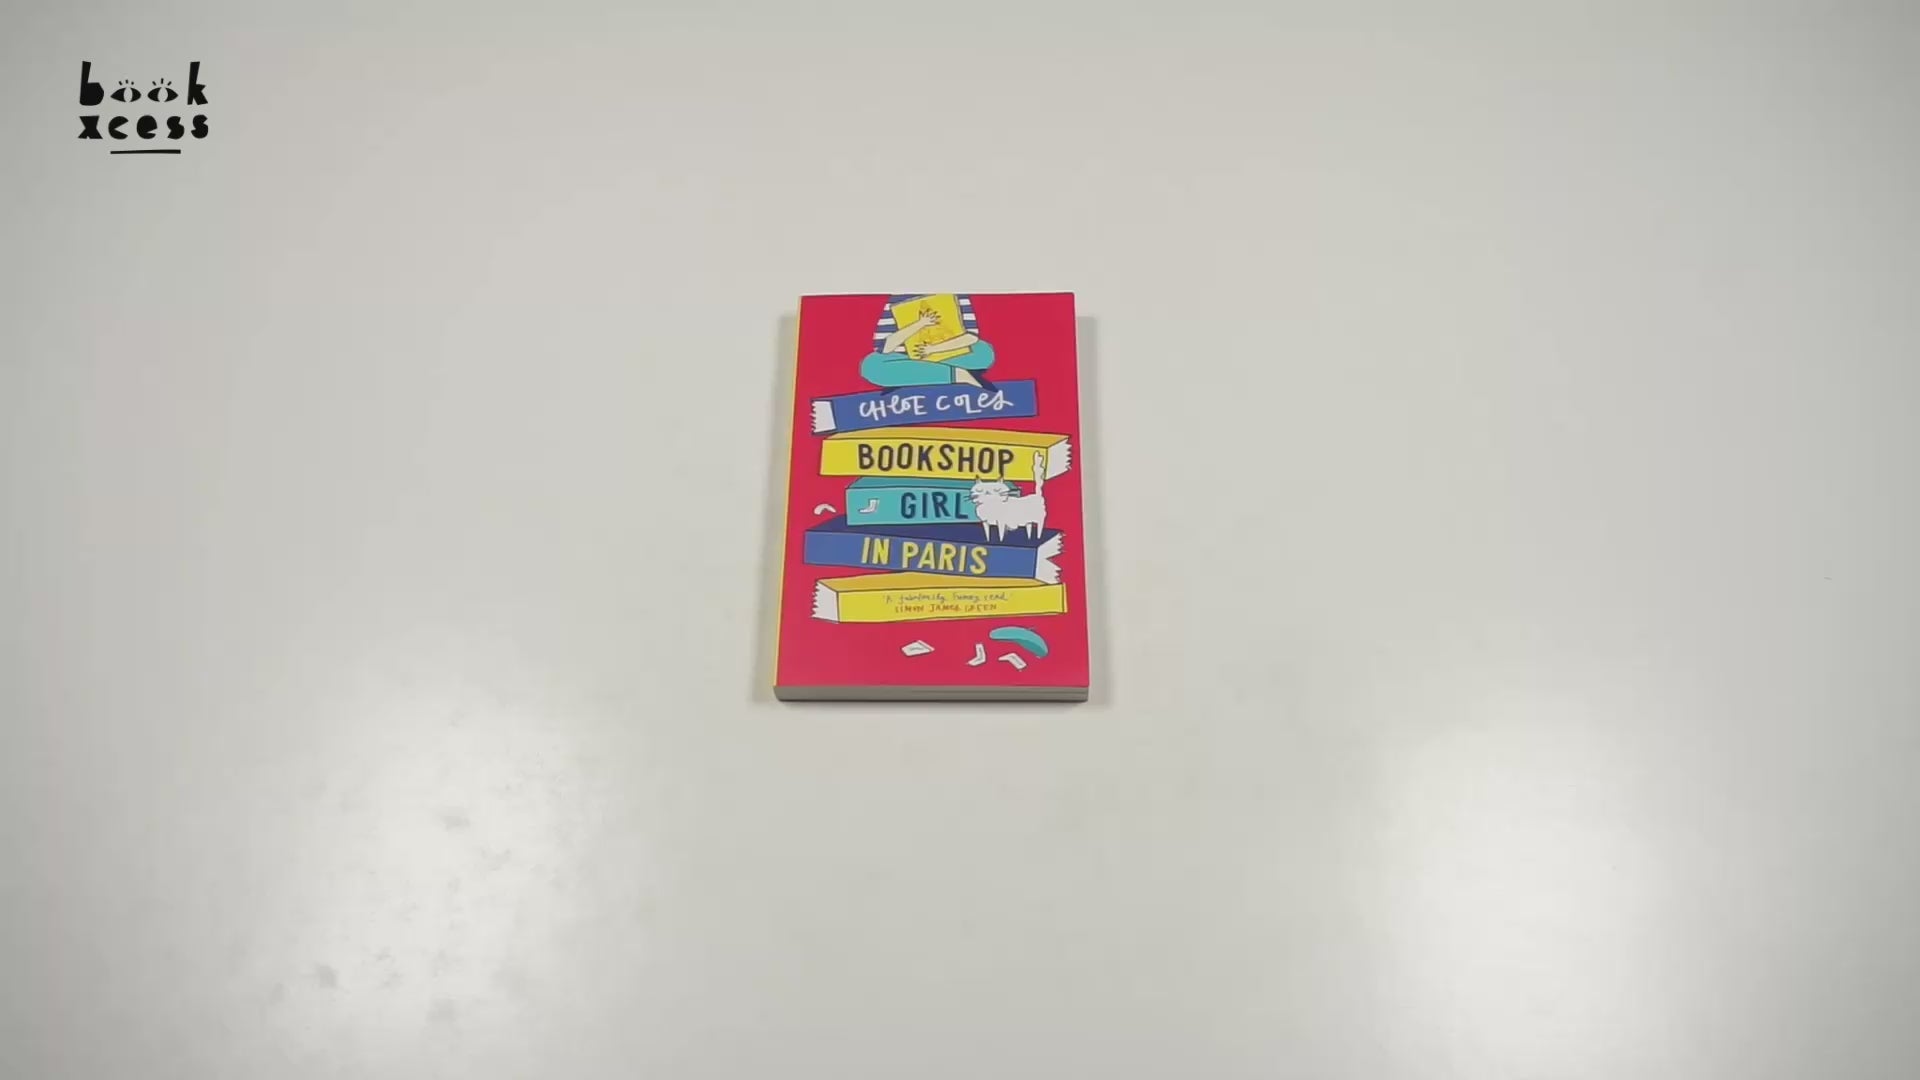 book
xcess
CHLOE COLES
BOOKSHOP
GIRL
IN PARIS
'A fabulously funny read'
SIMON JAMES GREEN